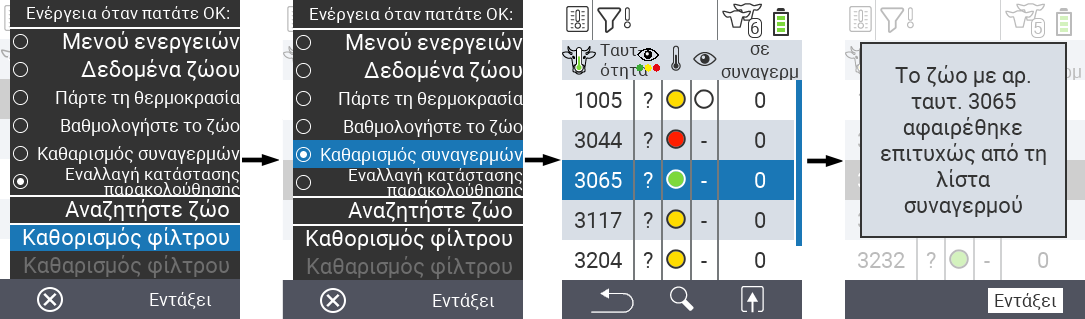 Ενέργεια όταν πατάτε OK:
Μενού ενεργειών
Δεδομένα ζώου
Πάρτε τη θερμοκρασία
Βαθμολογήστε το ζώο
Καθαρισμός συναγερμών
Εναλλαγή κατάστασης
παρακολούθησης
Αναζητήστε ζώο
Καθορισμός φίλτρου
Καθαρισμός φίλτρου
Εντάξει
Ενέργεια όταν πατάτε OK:
Μενού ενεργειών
Δεδομένα ζώου
Πάρτε τη θερμοκρασία
Βαθμολογήστε το ζώο
Καθαρισμός συναγερμών
Εναλλαγή κατάστασης
παρακολούθησης
Αναζητήστε ζώο
Καθορισμός φίλτρου
Καθαρισμός φίλτρου
Εντάξει
6
Ταυτ σε
ότητα συναγερμ
1005 ? 0
3044 ? - 0
3065 ? - 0
3117 ? - 0
3204 ? - 0
5
Το ζώο με αρ.
ταυτ. 3065
αφαιρέθηκε
επιτυχώς από τη
λίστα
συναγερμού
3232 ? - 0
Εντάξει